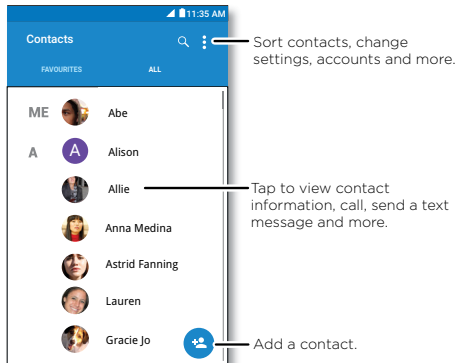 11:35 AM
Contacts
FAVOURITES ALL
Sort contacts, change
settings, accounts and more.
ME Abe
A A Alison
Allie
Tap to view contact
information, call, send a text
message and more.
Anna Medina
Astrid Fanning
Lauren
Gracie Jo
Add a contact.